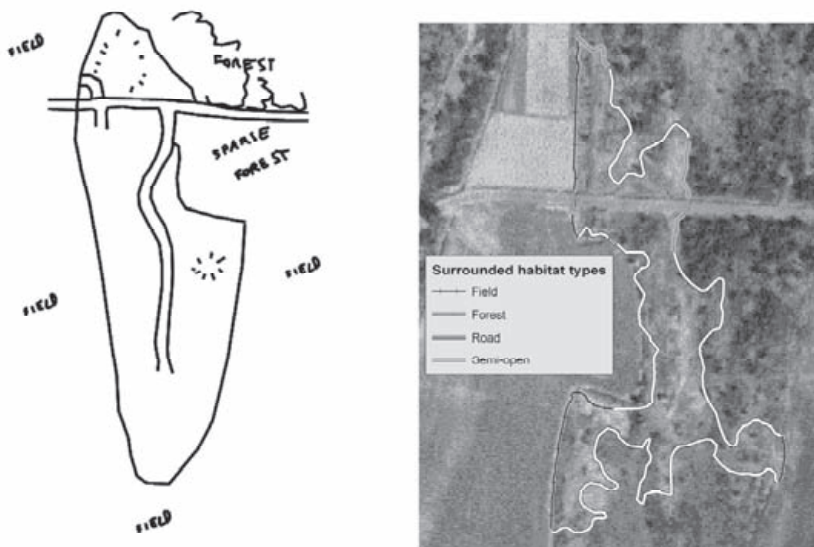 FIELD
FOREST
SPARSE
FOREST
FIELD
FIELD
FIELD
Surrounded habitat types
Field
Forest
Road
Semi-open